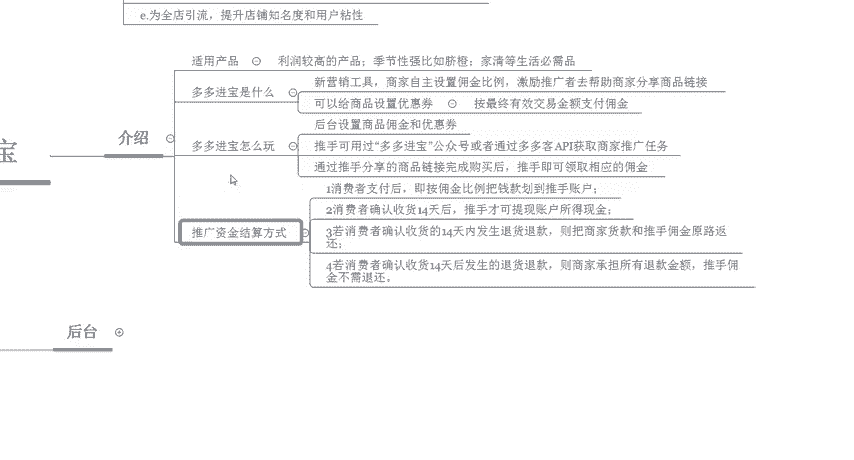 e.为全店引流，提升店铺知名度和用户粘性
适用产品
利润较高的产品；季节性强比如脐橙；家清等生活必需品
多多进宝是什么
新营销工具，商家自主设置佣金比例，激励推广者去帮助商家分享商品链接
可以给商品设置优惠券
按最终有效交易金额支付佣金
宝
介绍
多多进宝怎么玩
后台设置商品佣金和优惠券
推手可用过“多多进宝”公众号或者通过多多客API获取商家推广任务
通过推手分享的商品链接完成购买后，推手即可领取相应的佣金
推广资金结算方式
1消费者支付后，即按佣金比例把钱款划到推手账户；
2消费者确认收货14天后，推手才可提现账户所得现金；
3若消费者确认收货的14天内发生退货退款，则把商家货款和推手佣金原路返
还；
4若消费者确认收货14天后发生的退货退款，则商家承担所有退款金额，推手佣
金不需退还。
后台